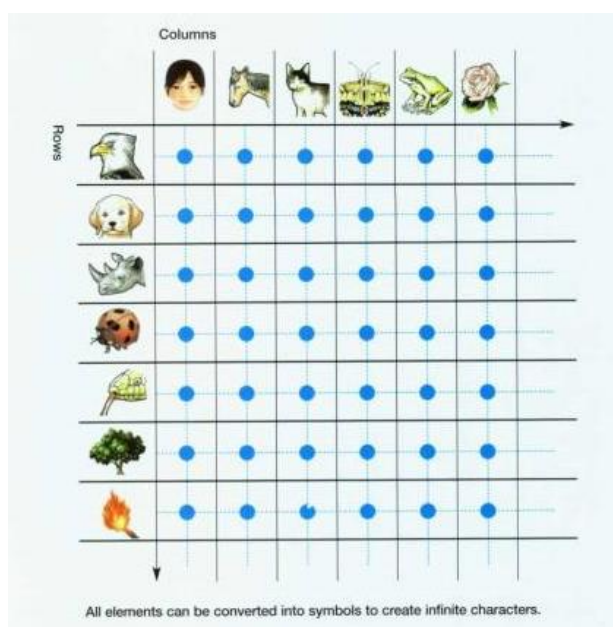 Columns
Rows
All elements can be converted into symbols to create infinite characters.